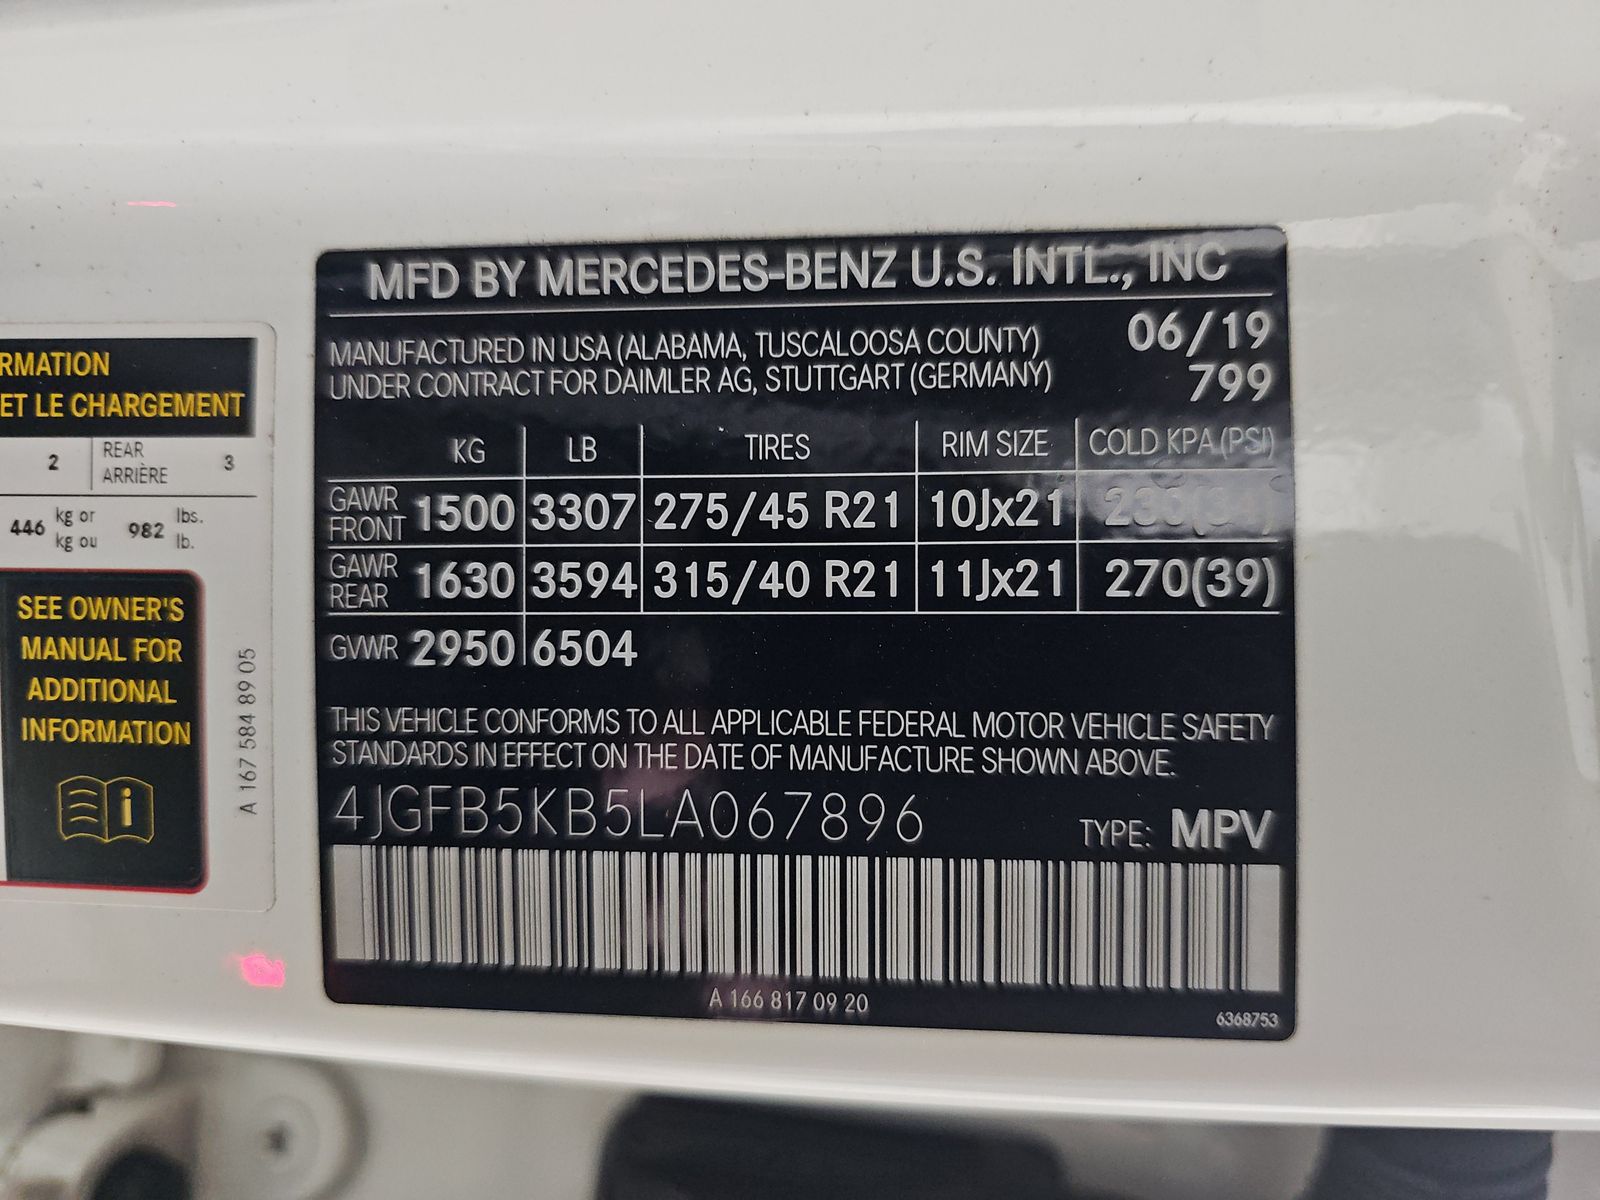 RMATION
ET LE CHARGEMENT
2 REAR ARRIÈRE 3
446 kg or kg ou 982 lbs. lb.
SEE OWNER'S
MANUAL FOR
ADDITIONAL
INFORMATION
A 167 584 89 05
MFD BY MERCEDES-BENZ U.S. INTL., INC
MANUFACTURED IN USA (ALABAMA, TUSCALOOSA COUNTY) 06/19
UNDER CONTRACT FOR DAIMLER AG, STUTTGART (GERMANY) 799
KG LB TIRES RIM SIZE COLD KPA (PSI)
GAWR FRONT 1500 3307 275/45 R21 10Jx21
GAWR REAR 1630 3594 315/40 R21 11Jx21 270(39)
GVWR 2950 6504
THIS VEHICLE CONFORMS TO ALL APPLICABLE FEDERAL MOTOR VEHICLE SAFETY
STANDARDS IN EFFECT ON THE DATE OF MANUFACTURE SHOWN ABOVE.
4JGFB5KB5LA067896 TYPE: MPV
A 166 817 09 20
6368753